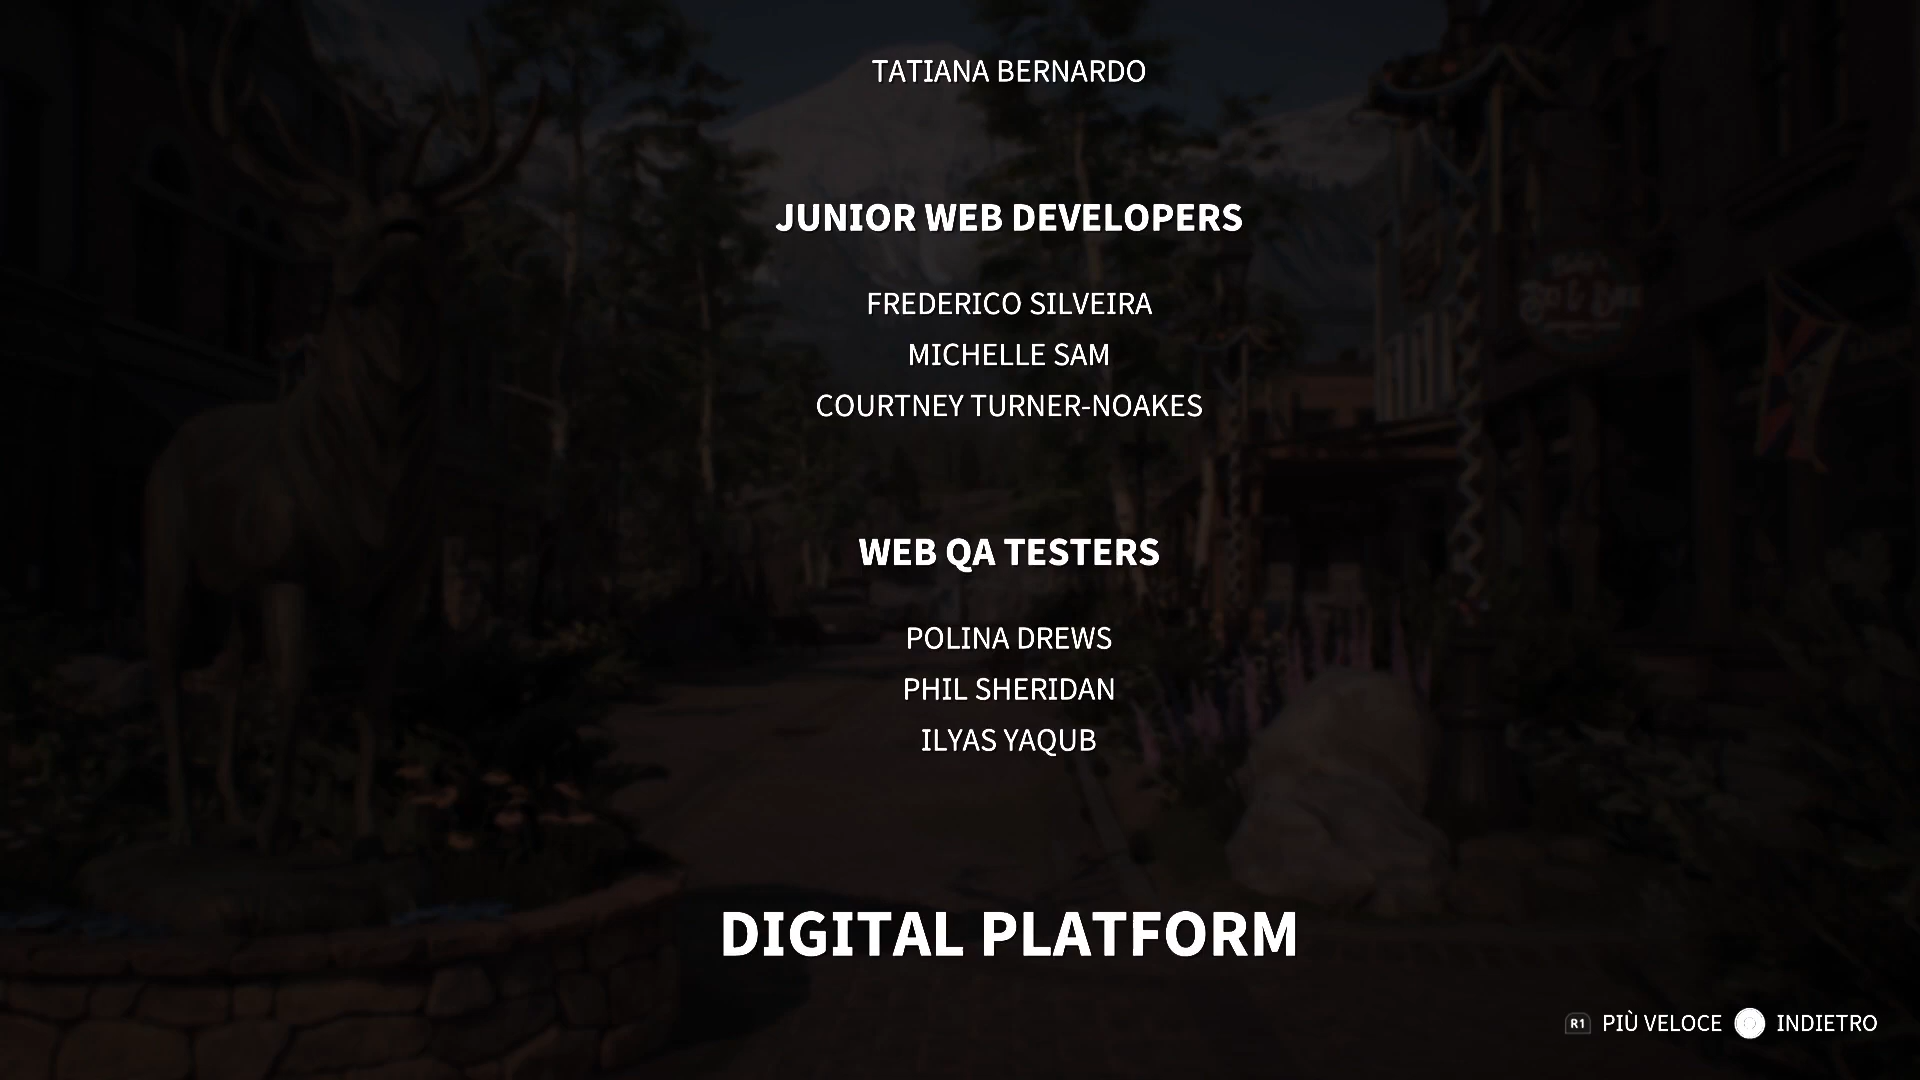 TATIANA BERNARDO
JUNIOR WEB DEVELOPERS
FREDERICO SILVEIRA
MICHELLE SAM
COURTNEY TURNER-NOAKES
WEB QA TESTERS
POLINA DREWS
PHIL SHERIDAN
ILYAS YAQUB
DIGITAL PLATFORM
R1 PIÙ VELOCE INDIETRO